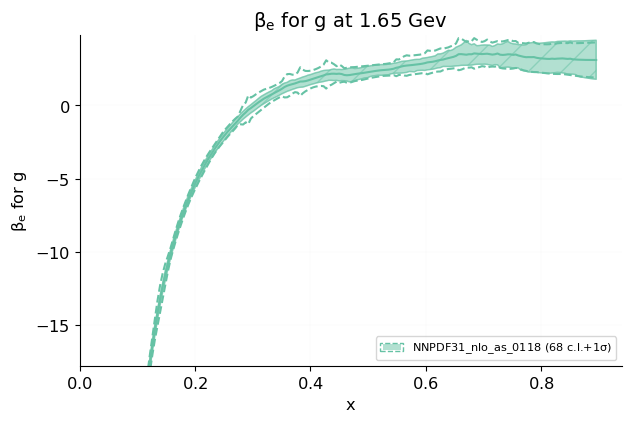 βₑ for g at 1.65 Gev
βₑ for g
0
−5
−10
−15
NNPDF31_nlo_as_0118 (68 c.l.+1σ)
0.0 0.2 0.4 0.6 0.8
x